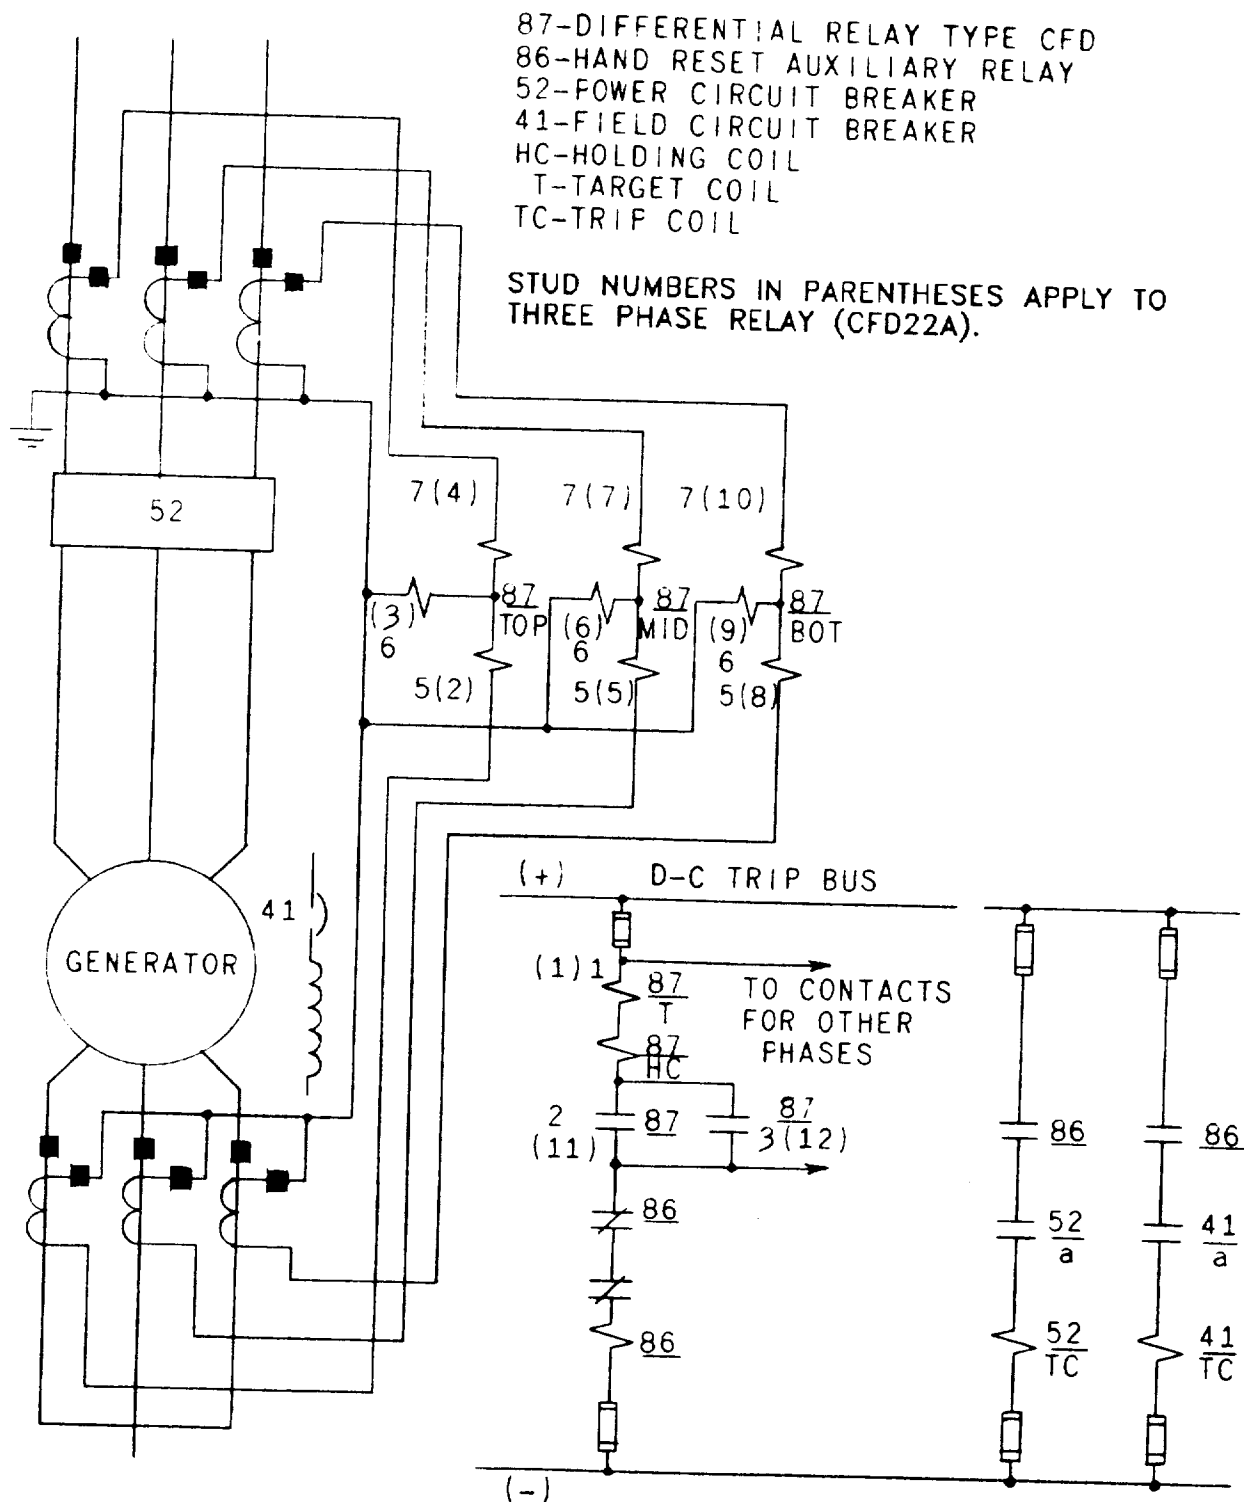 87-DIFFERENTIAL RELAY TYPE CFD
86-HAND RESET AUXILIARY RELAY
52-POWER CIRCUIT BREAKER
41-FIELD CIRCUIT BREAKER
HC-HOLDING COIL
T-TARGET COIL
TC-TRIP COIL
STUD NUMBERS IN PARENTHESES APPLY TO
THREE PHASE RELAY (CFD22A).
52
7(4)
7(7)
7(10)
(3)
6
87
TOP
(6)
6
87
MID
(9)
6
87
BOT
5(2)
5(5)
5(8)
41
GENERATOR
(+)
D-C TRIP BUS
(1)1
87
T
TO CONTACTS
FOR OTHER
PHASES
87
HC
2
(11)
87
87
3(12)
86
86
86
86
52
a
41
a
52
TC
41
TC
(-)